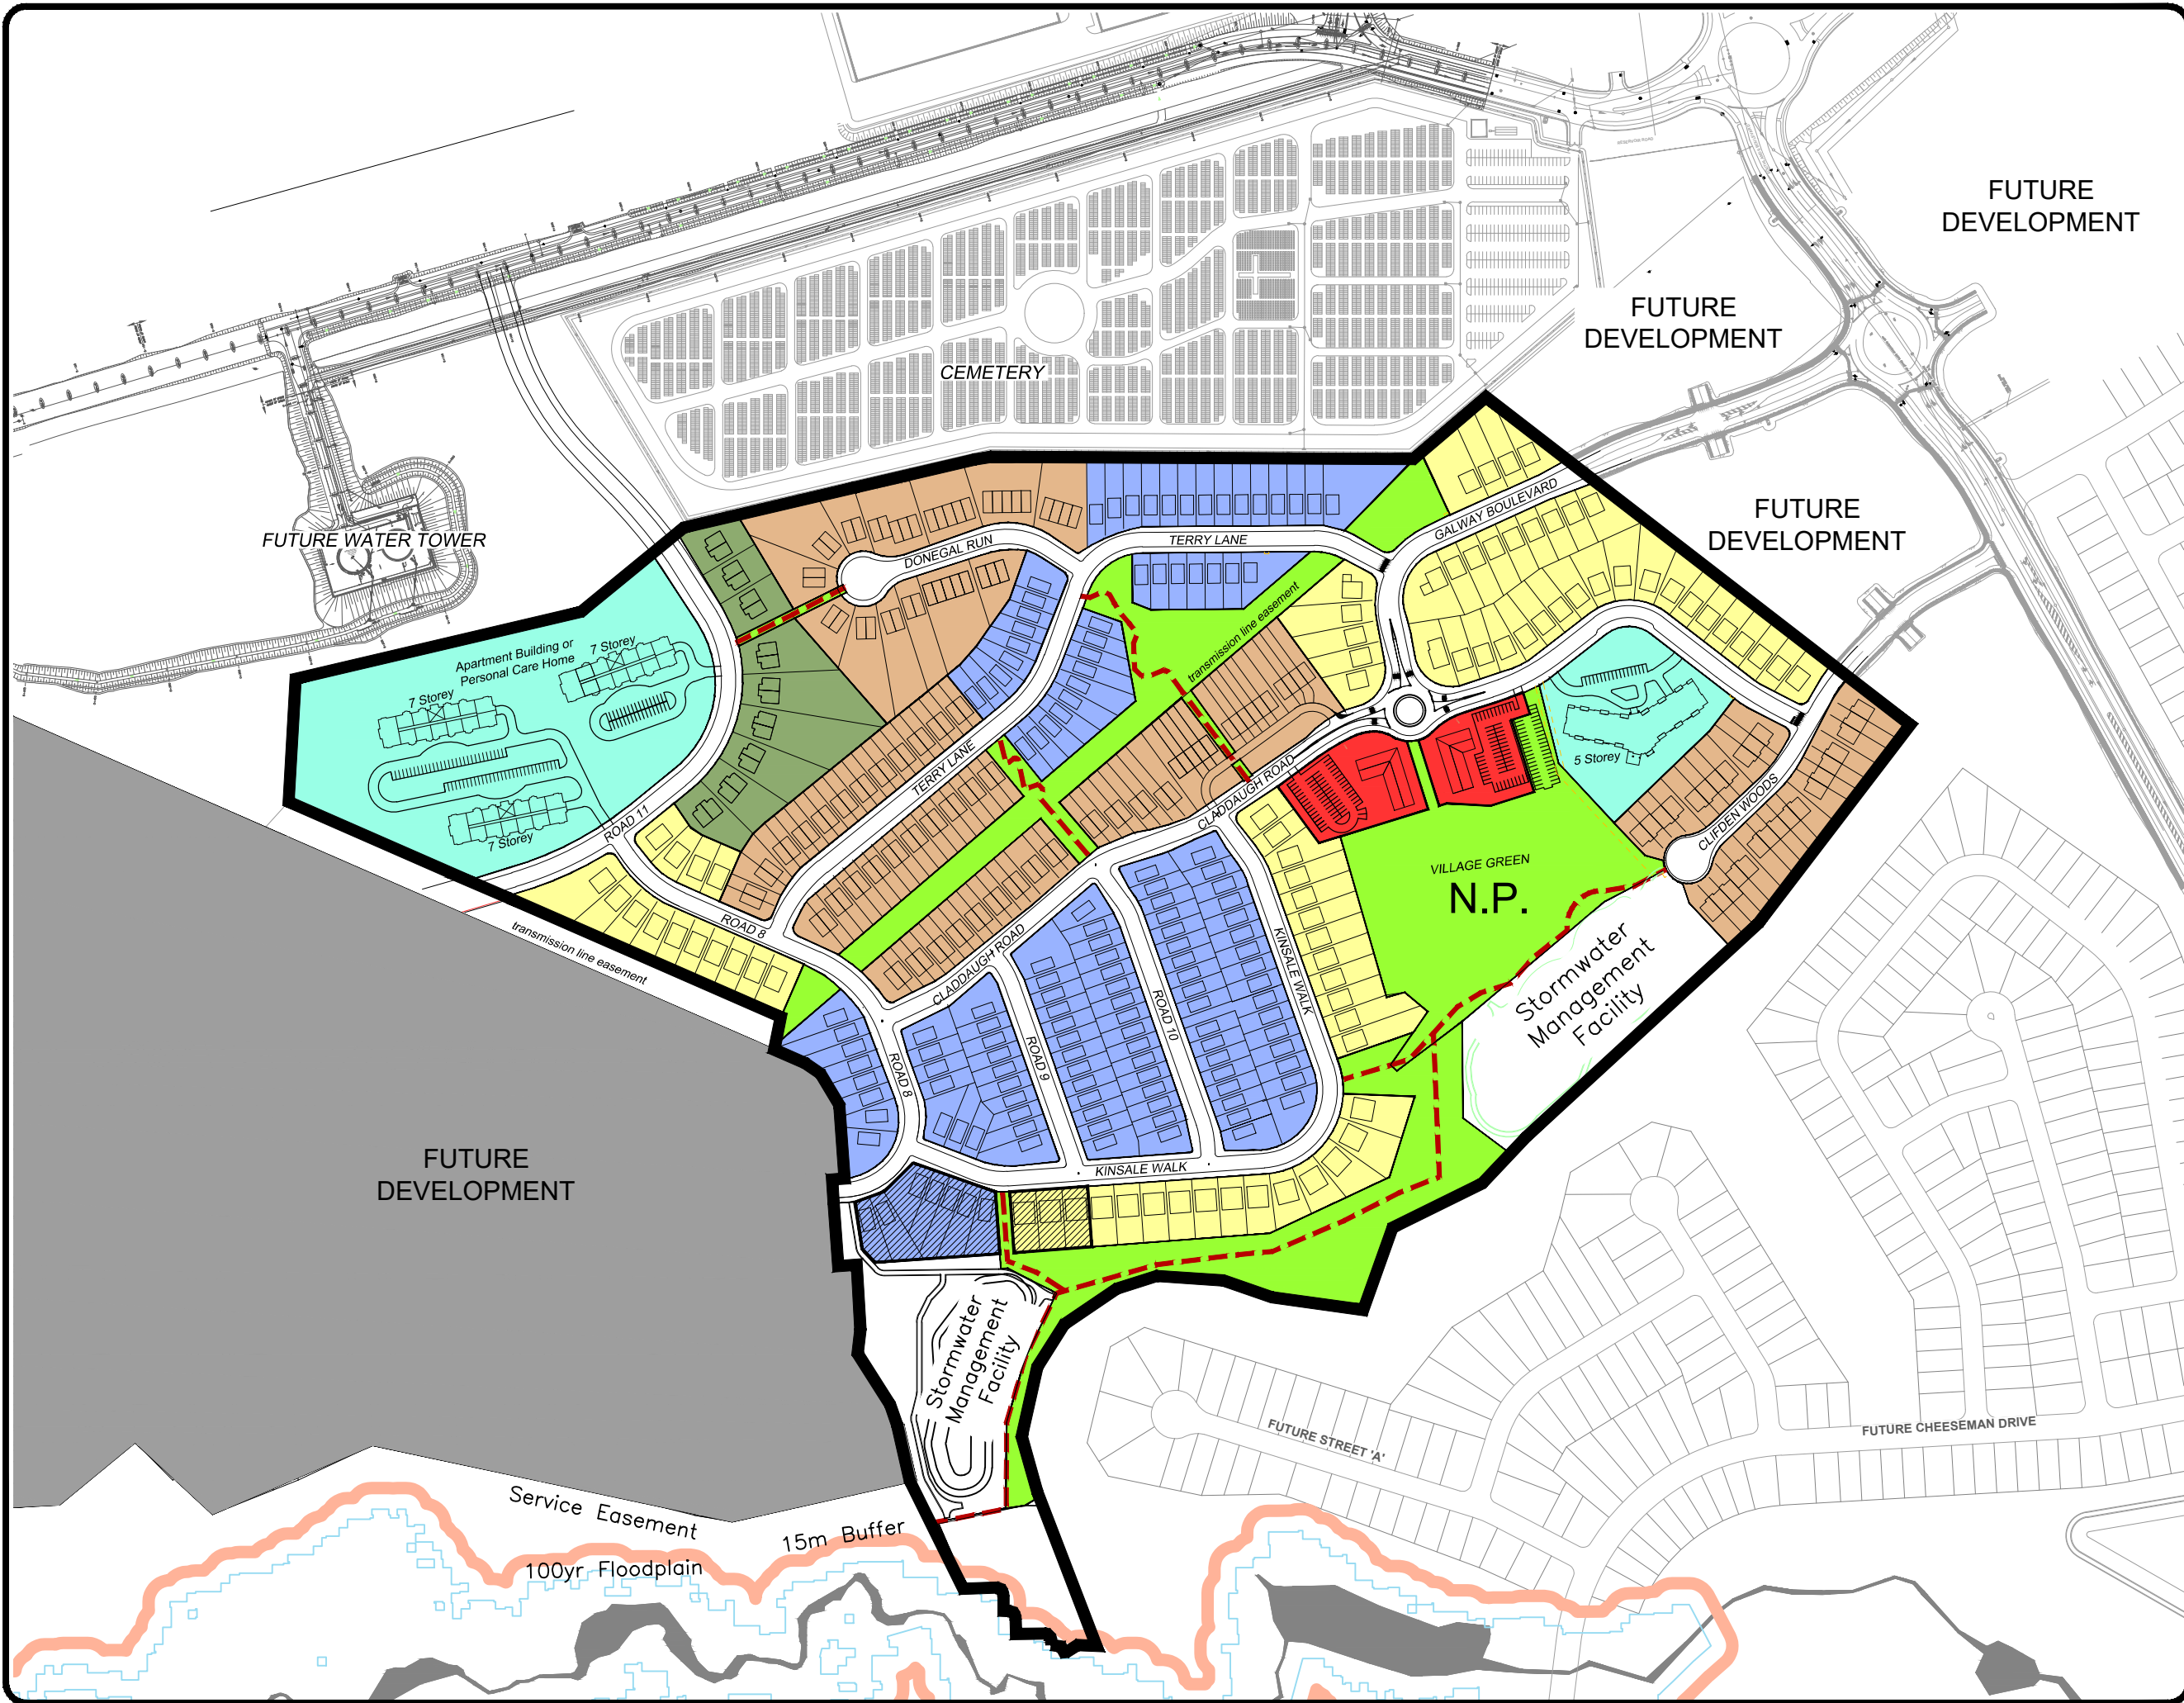 FUTURE
DEVELOPMENT
FUTURE
DEVELOPMENT
CEMETERY
GALWAY BOULEVARD
FUTURE
DEVELOPMENT
FUTURE WATER TOWER
DONEGAL RUN
TERRY LANE
transmission line easement
Apartment Building or
Personal Care Home
7 Storey
7 Storey
7 Storey
TERRY LANE
ROAD 11
CLADDAUGH ROAD
5 Storey
CLIFDEN WOODS
VILLAGE GREEN
N.P.
ROAD 8
transmission line easement
CLADDAUGH ROAD
KINSALE WALK
Stormwater
Management
Facility
ROAD 10
ROAD 9
ROAD 8
FUTURE
DEVELOPMENT
KINSALE WALK
Stormwater
Management
Facility
FUTURE STREET 'A'
FUTURE CHEESEMAN DRIVE
Service Easement
15m Buffer
100yr Floodplain